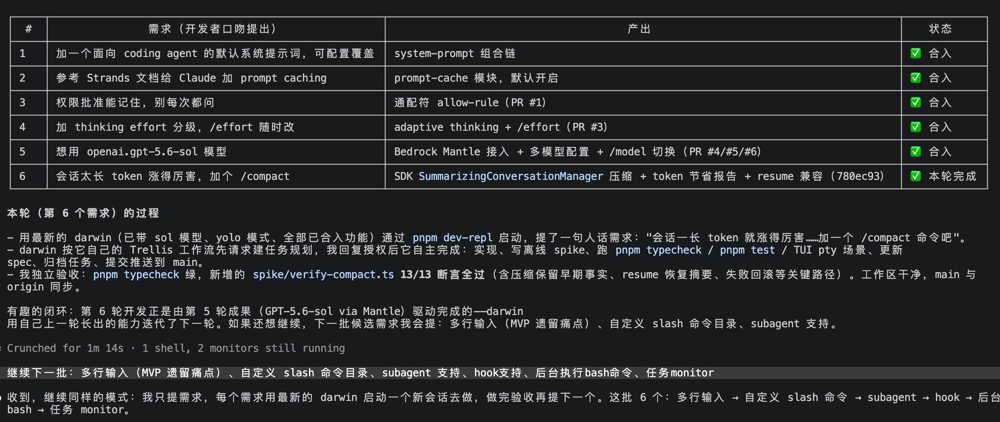 # 需求（开发者口吻提出） 产出 状态
1 加一个面向 coding agent 的默认系统提示词，可配置覆盖 system-prompt 组合链 ✅ 合入
2 参考 Strands 文档给 Claude 加 prompt caching prompt-cache 模块，默认开启 ✅ 合入
3 权限批准能记住，别每次都问 通配符 allow-rule（PR #1） ✅ 合入
4 加 thinking effort 分级，/effort 随时改 adaptive thinking + /effort（PR #3） ✅ 合入
5 想用 openai.gpt-5.6-sol 模型 Bedrock Mantle 接入 + 多模型配置 + /model 切换（PR #4/#5/#6） ✅ 合入
6 会话太长 token 涨得厉害，加个 /compact SDK SummarizingConversationManager 压缩 + token 节省报告 + resume 兼容（780ec93） ✅ 本轮完成
本轮（第 6 个需求）的过程
- 用最新的 darwin（已带 sol 模型、yolo 模式、全部已合入功能）通过 pnpm dev-repl 启动，提了一句人话需求："会话一长 token 就涨得厉害……加一个 /compact 命令吧"。
- darwin 按它自己的 Trellis 工作流先请求建任务规划，我回复授权后它自主完成：实现、写离线 spike、跑 pnpm typecheck / pnpm test / TUI pty 场景、更新
spec、归档任务、提交推送到 main。
- 我独立验收：pnpm typecheck 绿，新增的 spike/verify-compact.ts 13/13 断言全过（含压缩保留早期事实、resume 恢复摘要、失败回滚等关键路径）。工作区干净，main 与
origin 同步。
有趣的闭环：第 6 轮开发正是由第 5 轮成果（GPT-5.6-sol via Mantle）驱动完成的——darwin
用自己上一轮长出的能力迭代了下一轮。如果还想继续，下一批候选需求我会提：多行输入（MVP 遗留痛点）、自定义 slash 命令目录、subagent 支持。
Crunched for 1m 14s · 1 shell, 2 monitors still running
继续下一批：多行输入（MVP 遗留痛点）、自定义 slash 命令目录、subagent 支持、hook支持、后台执行bash命令、任务monitor
收到，继续同样的模式：我只提需求，每个需求用最新的 darwin 启动一个新会话去做，做完验收再提下一个。这批 6 个：多行输入 → 自定义 slash 命令 → subagent → hook → 后台
bash → 任务 monitor。